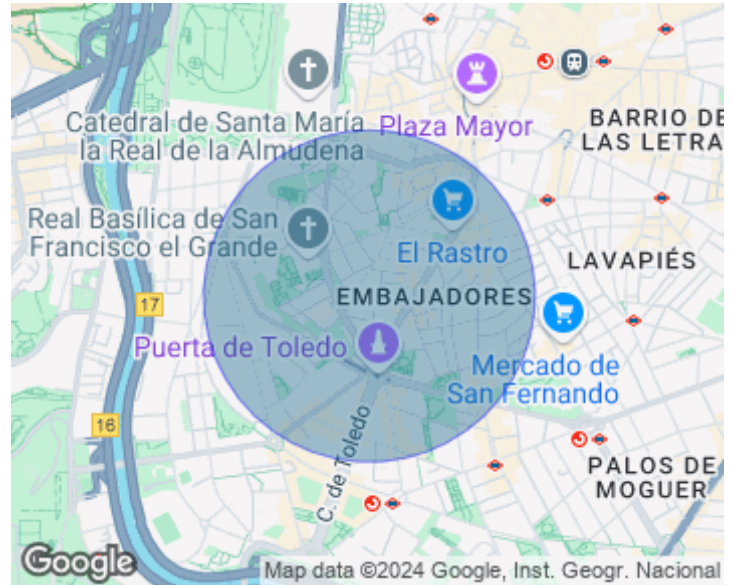 Catedral de Santa María
la Real de la Almudena
Plaza Mayor
BARRIO DE
LAS LETRA
Real Basílica de San
Francisco el Grande
El Rastro
LAVAPIÉS
17
EMBAJADORES
Puerta de Toledo
Mercado de
San Fernando
16
C. de Toledo
PALOS DE
MOGUER
Google
Map data ©2024 Google, Inst. Geogr. Nacional